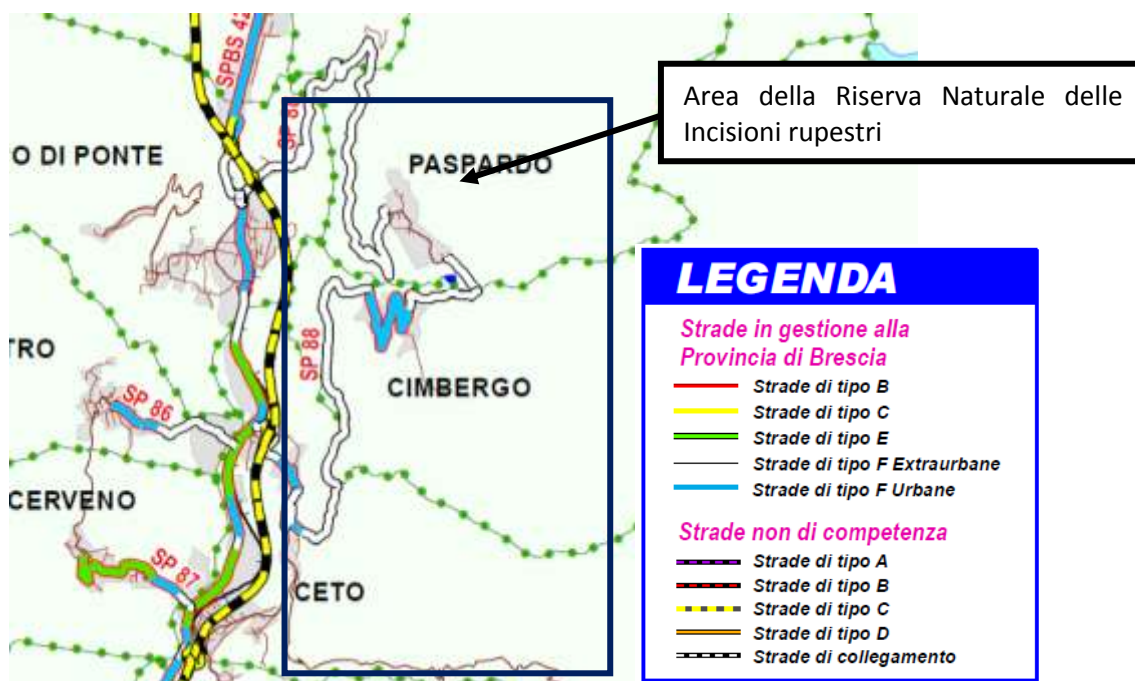 SPBS 42
Area della Riserva Naturale delle
Incisioni rupestri
O DI PONTE
PASPARDO
LEGENDA
Strade in gestione alla
Provincia di Brescia
Strade di tipo B
Strade di tipo C
Strade di tipo E
Strade di tipo F Extraurbane
Strade di tipo F Urbane
Strade non di competenza
Strade di tipo A
Strade di tipo B
Strade di tipo C
Strade di tipo D
Strade di collegamento
TRO
SP 88
CIMBERGO
SP 86
CERVENO
SP 87
CETO